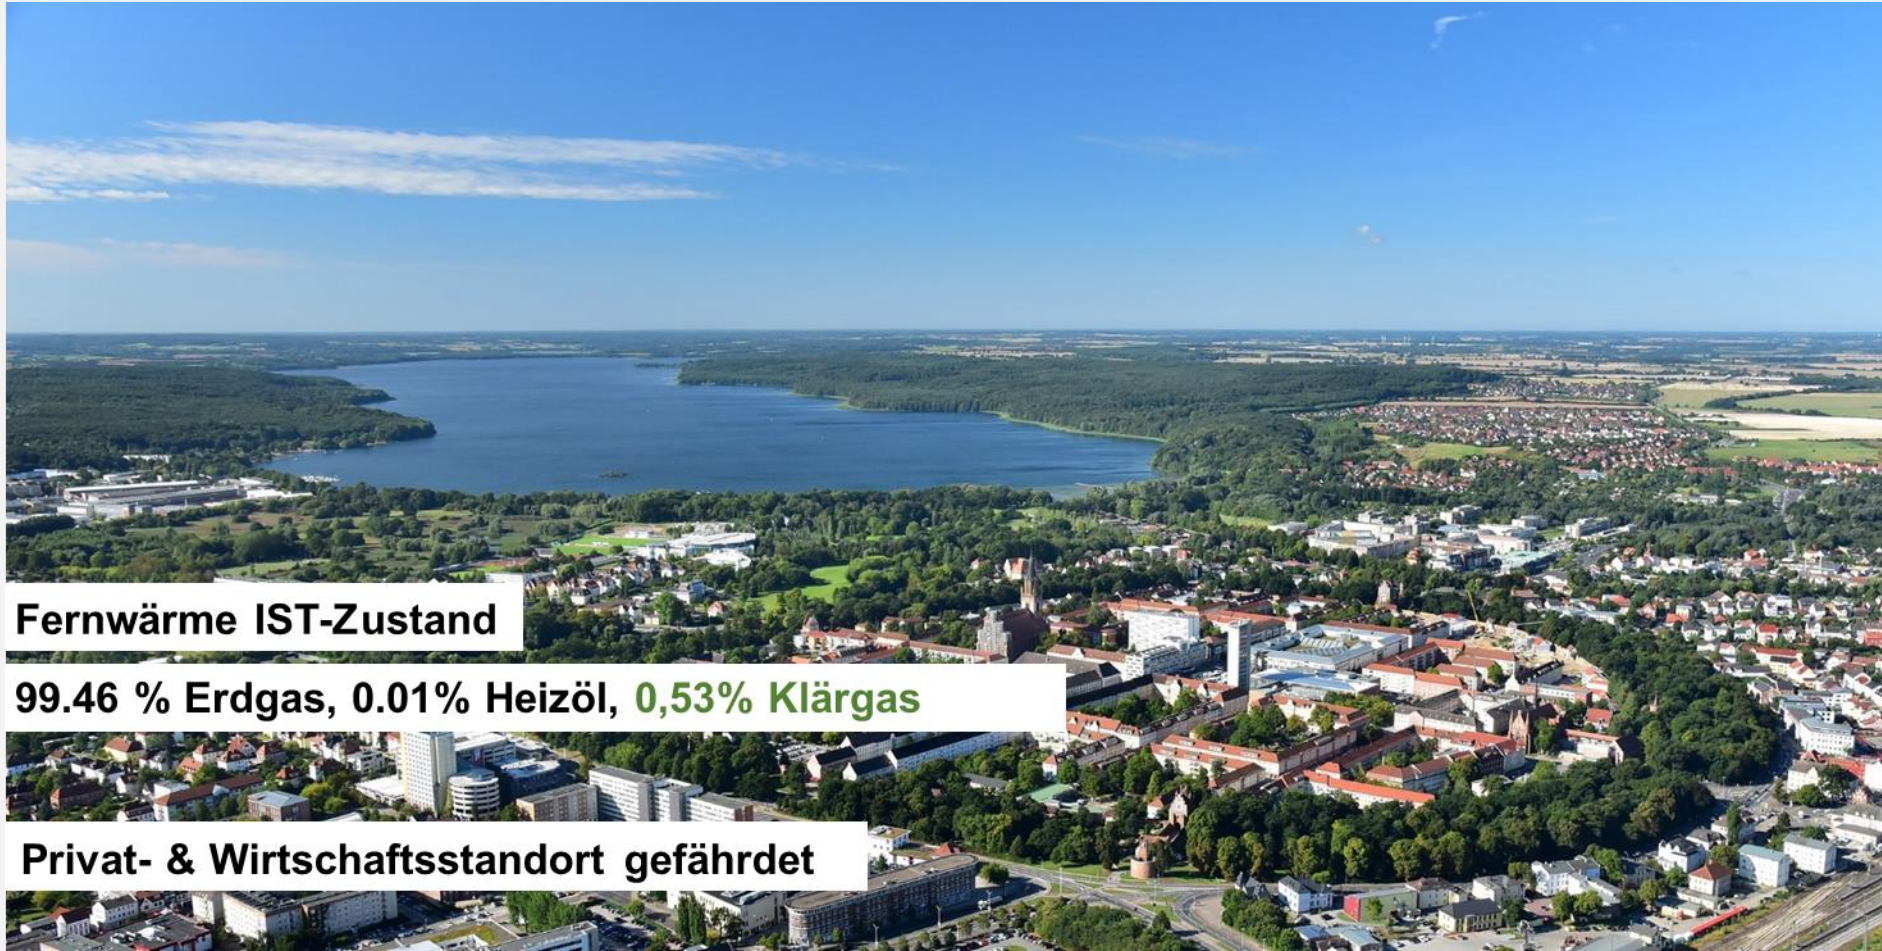 Fernwärme IST-Zustand
99.46 % Erdgas, 0.01% Heizöl, 0,53% Klärgas
Privat- & Wirtschaftsstandort gefährdet